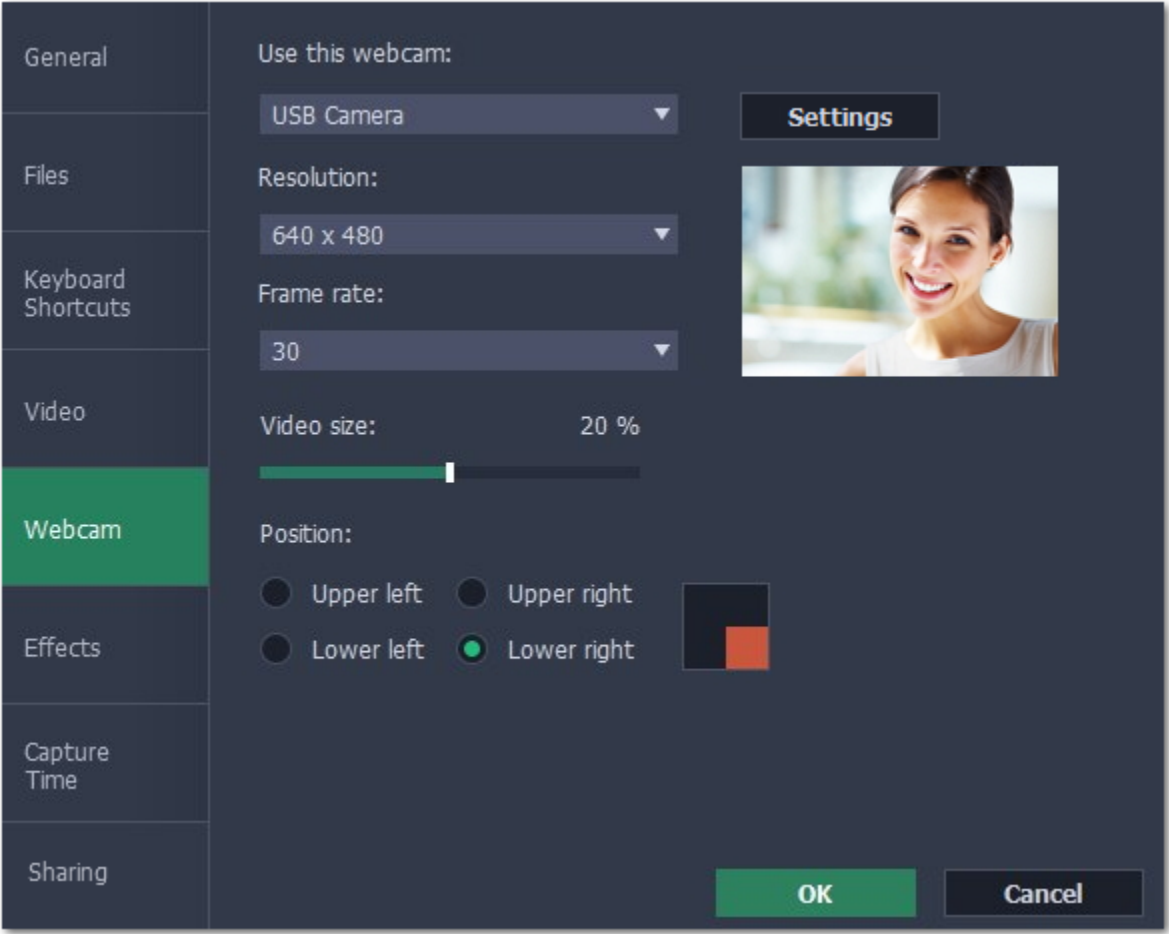 General
Files
Keyboard
Shortcuts
Video
Webcam
Effects
Capture
Time
Sharing
Use this webcam:
USB Camera
Settings
Resolution:
640 x 480
Frame rate:
30
Video size: 20 %
Position:
Upper left Upper right
Lower left Lower right
OK Cancel